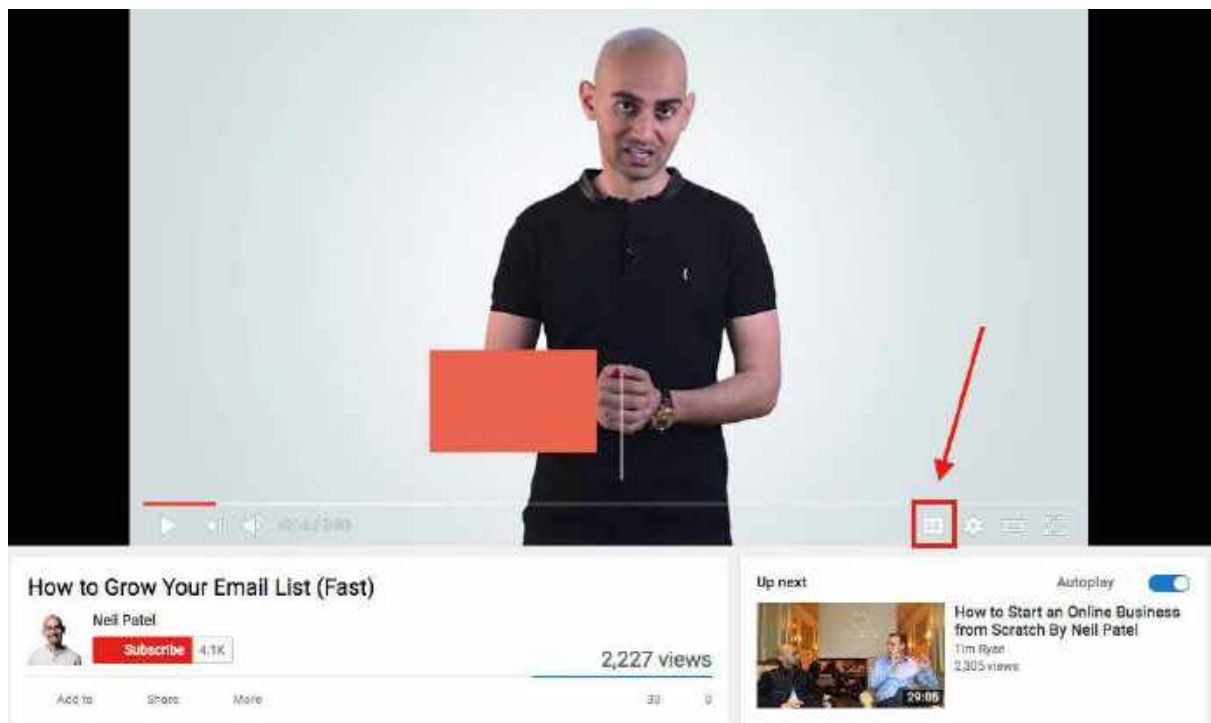 How to Grow Your Email List (Fast)
Neil Patel
Subscribe 4.1K
2,227 views
Add to Share More
0
Up next Autoplay
How to Start an Online Business
from Scratch By Neil Patel
Tim Ryan
2,305 views
29:06